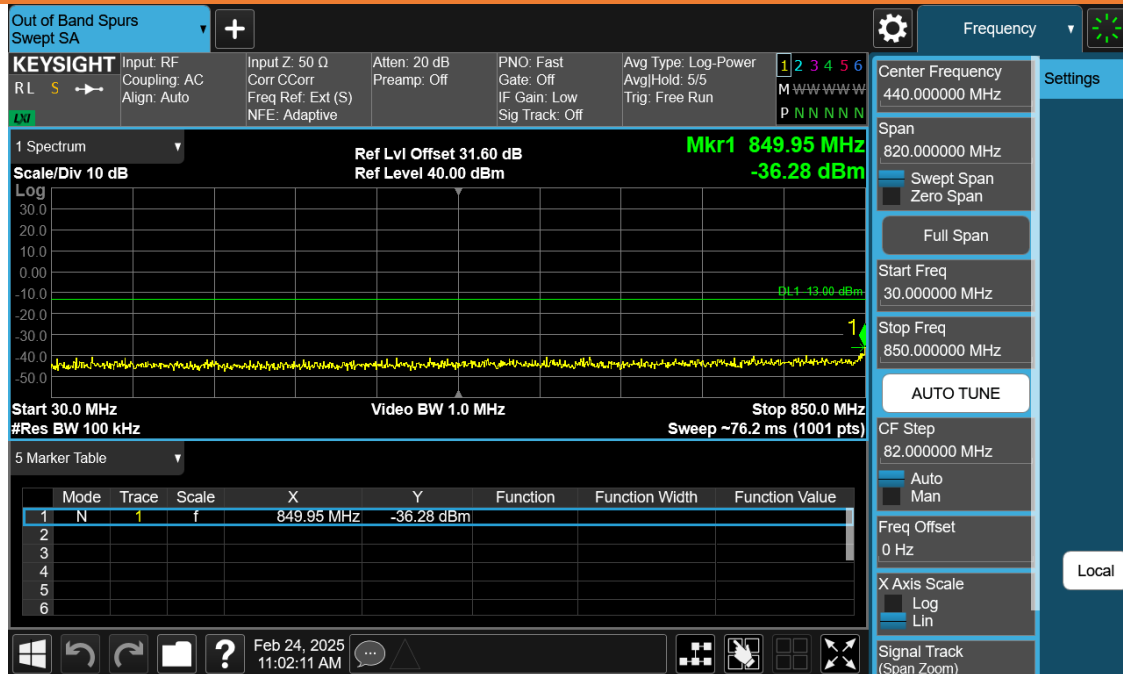 Out of Band Spurs
Swept SA
Frequency
KEYSIGHT
R L S
LXI
Input: RF
Coupling: AC
Align: Auto
Input Z: 50 Ω
Corr CCorr
Freq Ref: Ext (S)
NFE: Adaptive
Atten: 20 dB
Preamp: Off
PNO: Fast
Gate: Off
IF Gain: Low
Sig Track: Off
Avg Type: Log-Power
Avg|Hold: 5/5
Trig: Free Run
1 2 3 4 5 6
M W W W W W W
P N N N N N
1 Spectrum
Scale/Div 10 dB
Ref Lvl Offset 31.60 dB
Ref Level 40.00 dBm
Mkr1 849.95 MHz
-36.28 dBm
Log
30.0
20.0
10.0
0.00
-10.0
-20.0
-30.0
-40.0
-50.0
DL1 -13.00 dBm
1
Start 30.0 MHz
Video BW 1.0 MHz
Stop 850.0 MHz
#Res BW 100 kHz
Sweep ~76.2 ms (1001 pts)
5 Marker Table
Mode Trace Scale X Y Function Function Width Function Value
1 N 1 f 849.95 MHz -36.28 dBm
2
3
4
5
6
Feb 24, 2025
11:02:11 AM
Center Frequency
440.000000 MHz
Span
820.000000 MHz
Swept Span
Zero Span
Full Span
Start Freq
30.000000 MHz
Stop Freq
850.000000 MHz
AUTO TUNE
CF Step
82.000000 MHz
Auto
Man
Freq Offset
0 Hz
X Axis Scale
Log
Lin
Signal Track
(Span Zoom)
Settings
Local